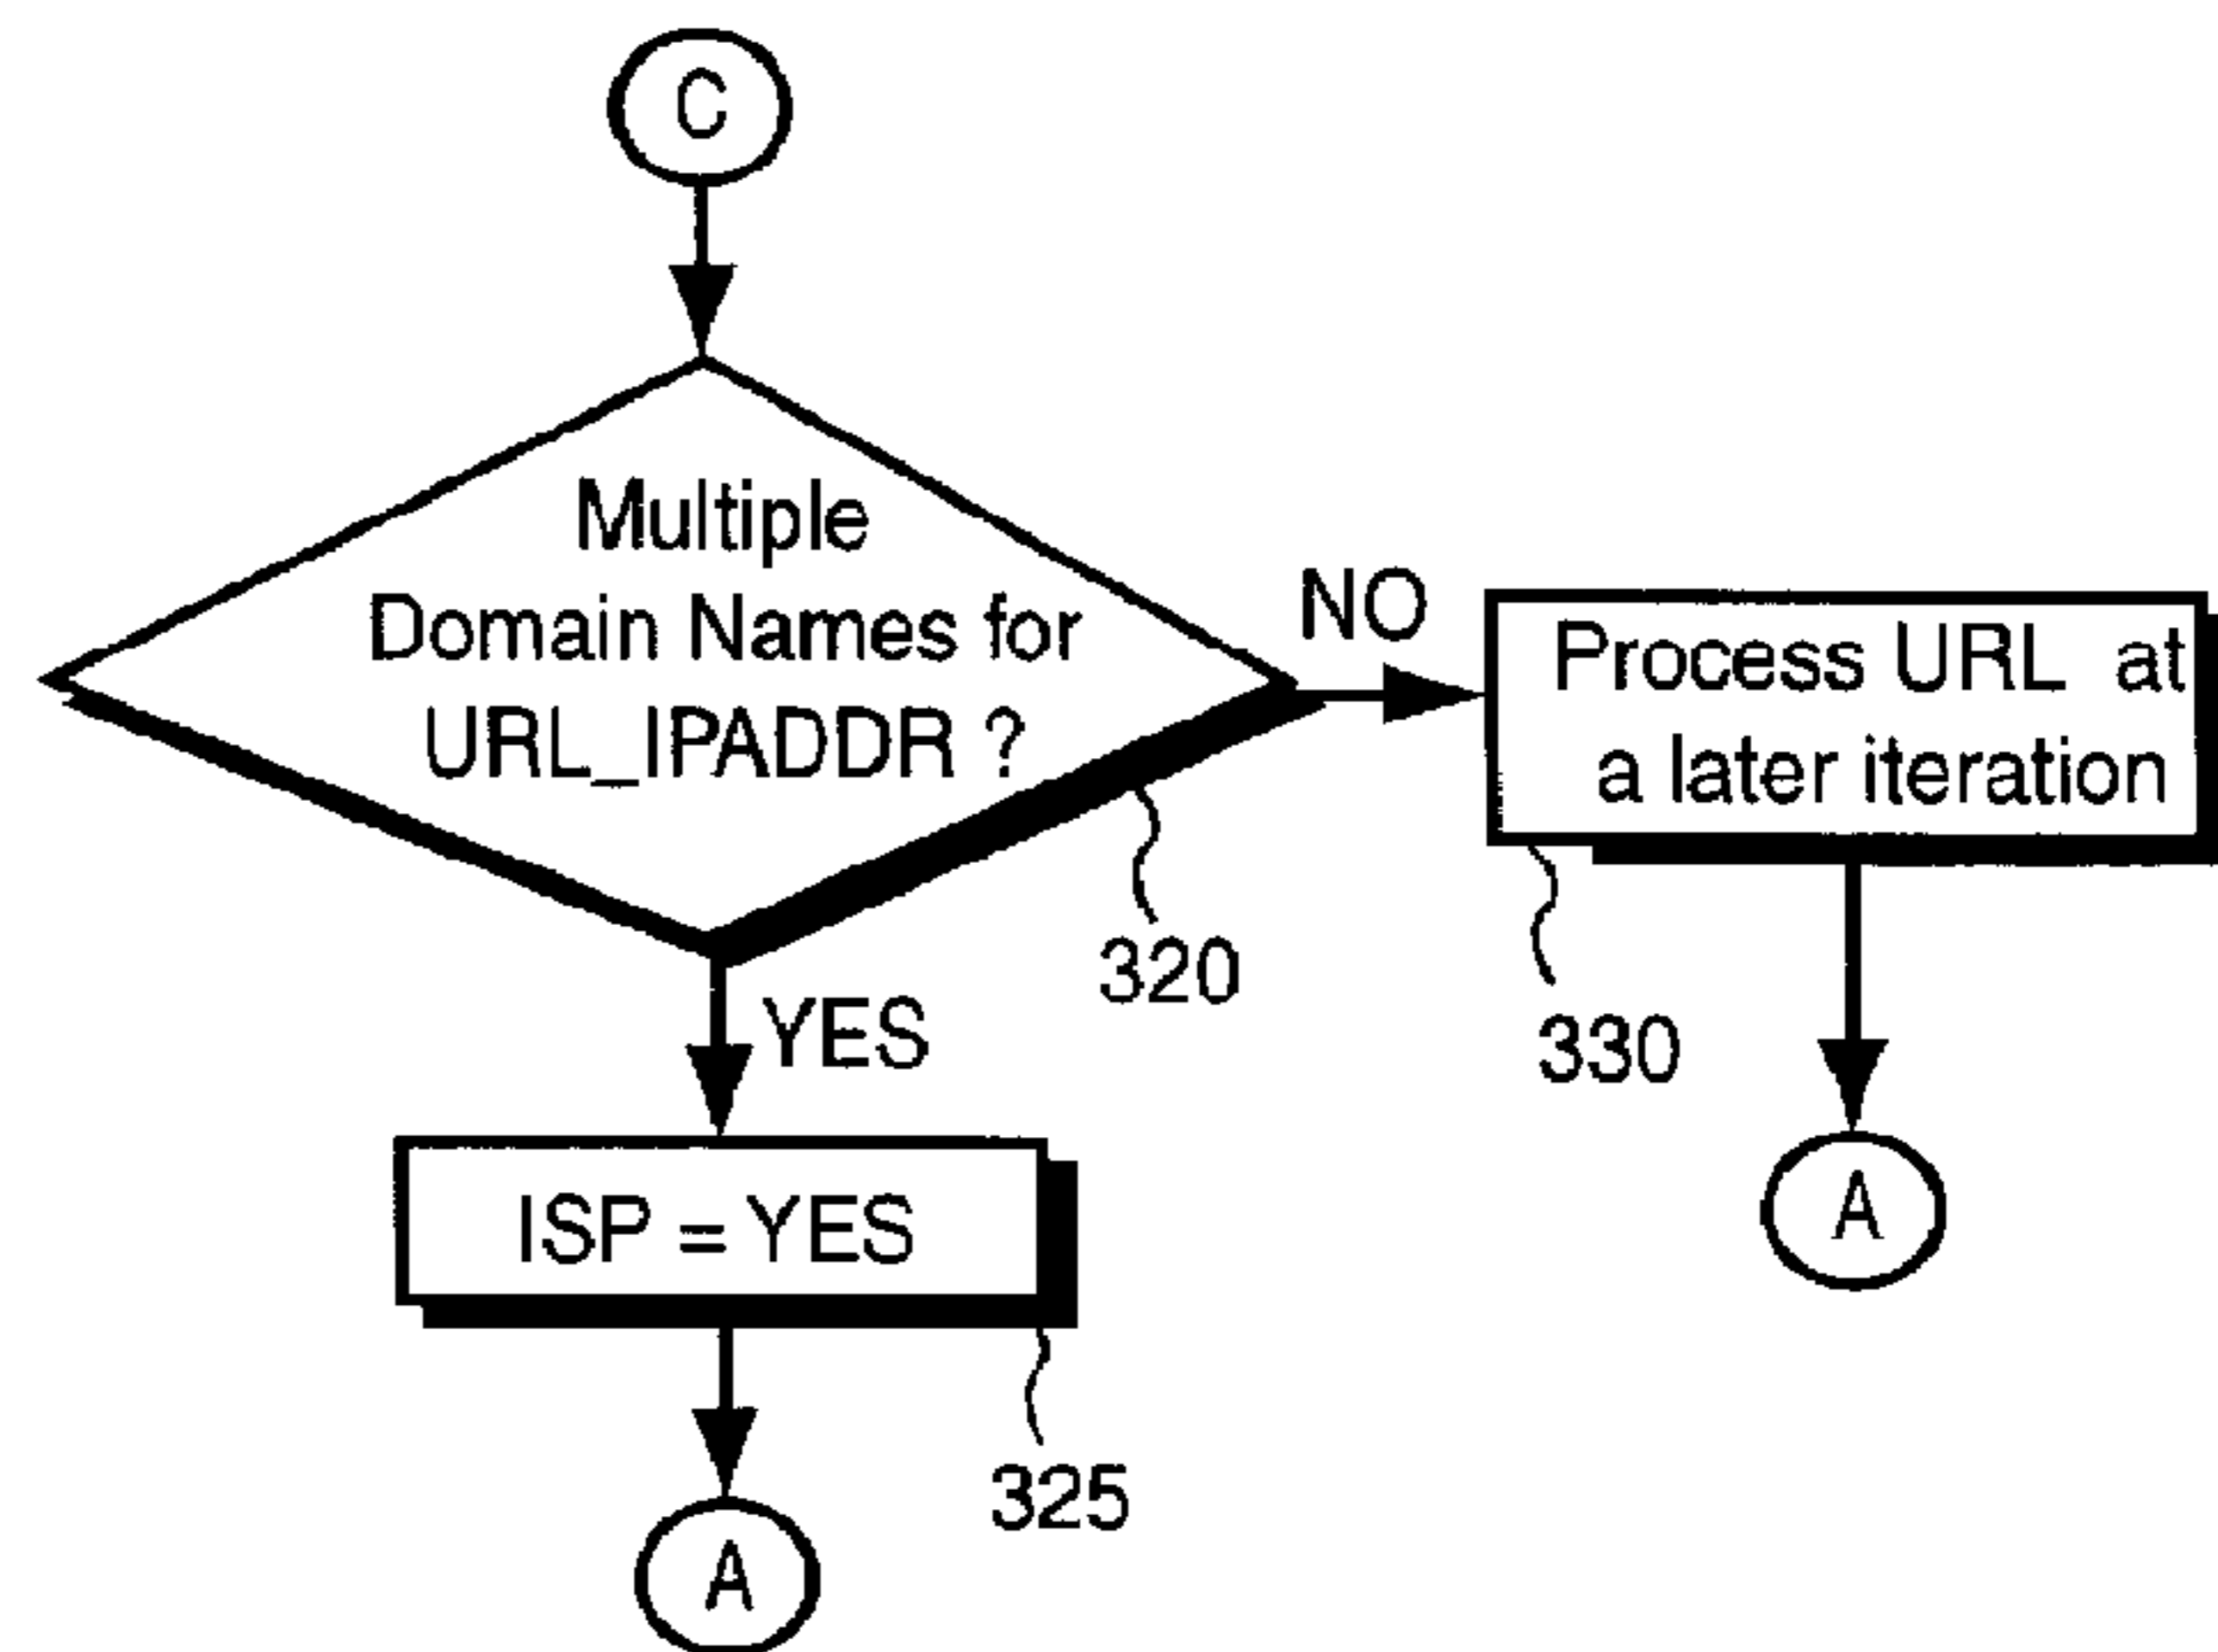 C
Multiple
Domain Names for
URL_IPADDR ?
NO
Process URL at
a later iteration
320
330
YES
ISP = YES
A
325
A